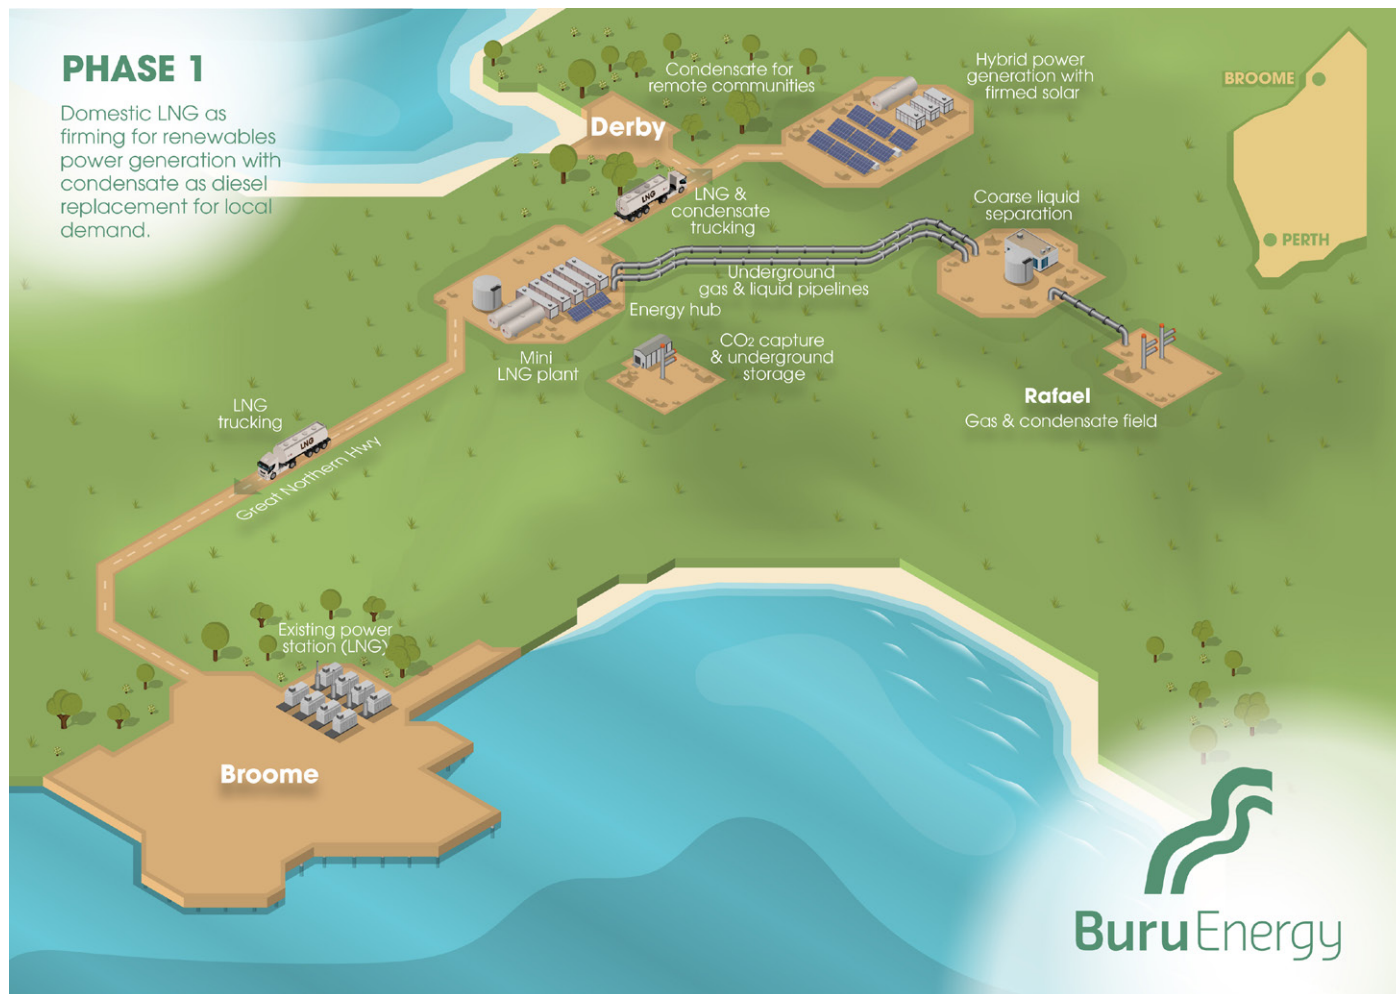 PHASE 1
Domestic LNG as
firming for renewables
power generation with
condensate as diesel
replacement for local
demand.
Condensate for
remote communities
Hybrid power
generation with
firmed solar
BROOME
PERTH
Derby
LNG
LNG &
condensate
trucking
Coarse liquid
separation
Underground
gas & liquid pipelines
Energy hub
Mini
LNG plant
CO2 capture
& underground
storage
Rafael
Gas & condensate field
LNG
trucking
LNG
Great Northern Hwy
Existing power
station (LNG)
Broome
BuruEnergy